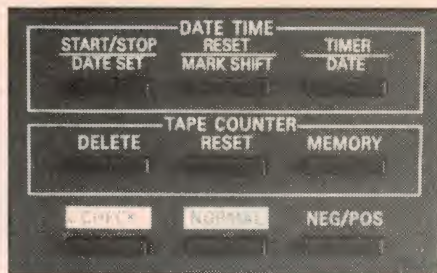 DATE TIME
START/STOP RESET TIMER
DATE SET MARK SHIFT DATE
TAPE COUNTER
DELETE RESET MEMORY
CHECK NORMAL NEG/POS